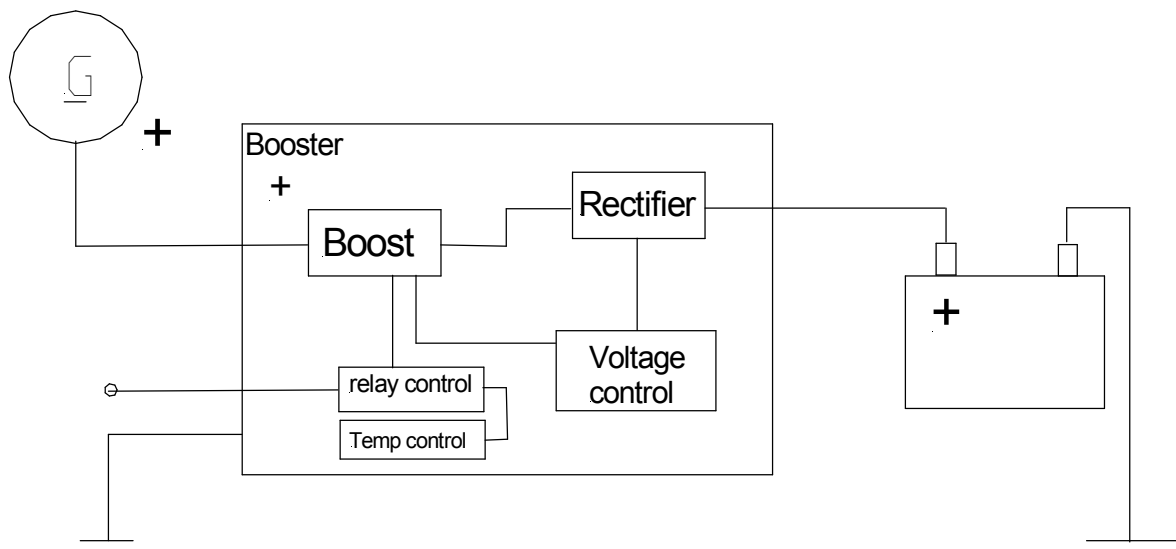 G
+
Booster
+
Rectifier
Boost
+
Voltage
control
relay control
Temp control